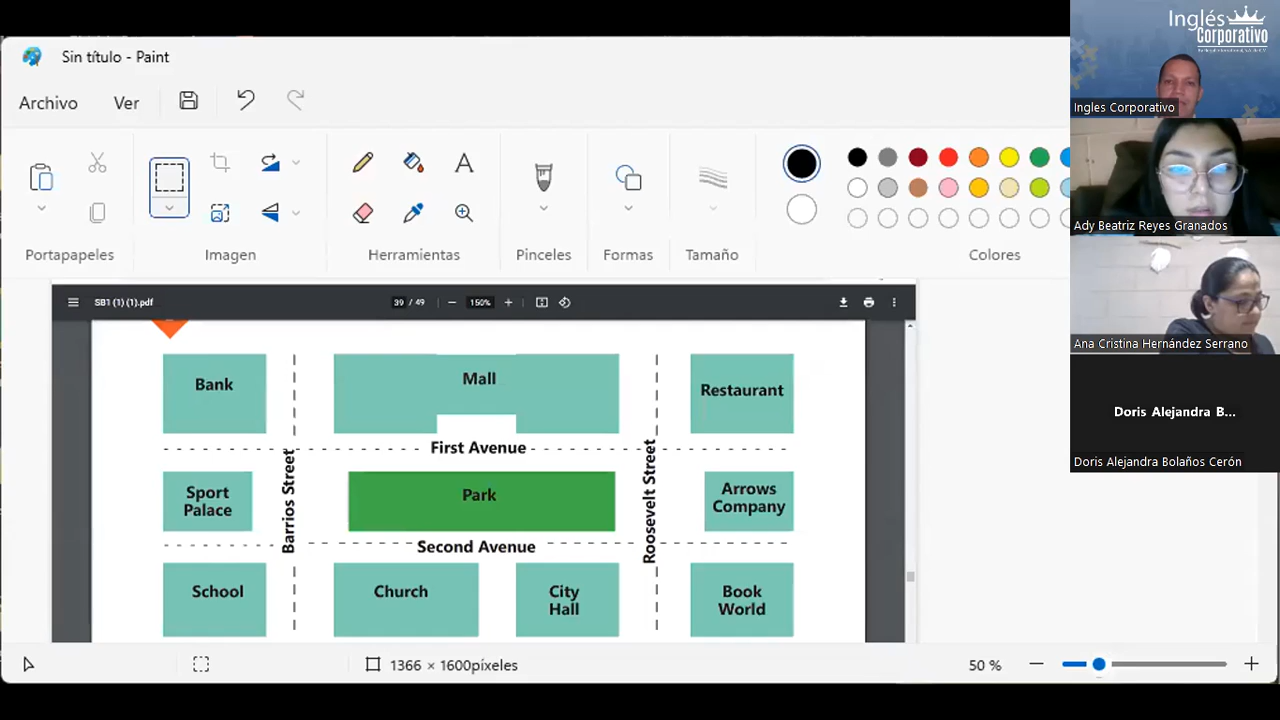 Sin título - Paint
Archivo
Ver
Portapapeles
Imagen
Herramientas
Pinceles
Formas
Tamaño
Colores
SB1 (1) (1).pdf
39 / 49
150%
Bank
Mall
Restaurant
First Avenue
Barrios Street
Roosevelt Street
Sport
Palace
Park
Arrows
Company
Second Avenue
School
Church
City
Hall
Book
World
1366 × 1600píxeles
50 %
Inglés
Corporativo
Ingles Corporativo
Ady Beatriz Reyes Granados
Ana Cristina Hernández Serrano
Doris Alejandra B...
Doris Alejandra Bolaños Cerón